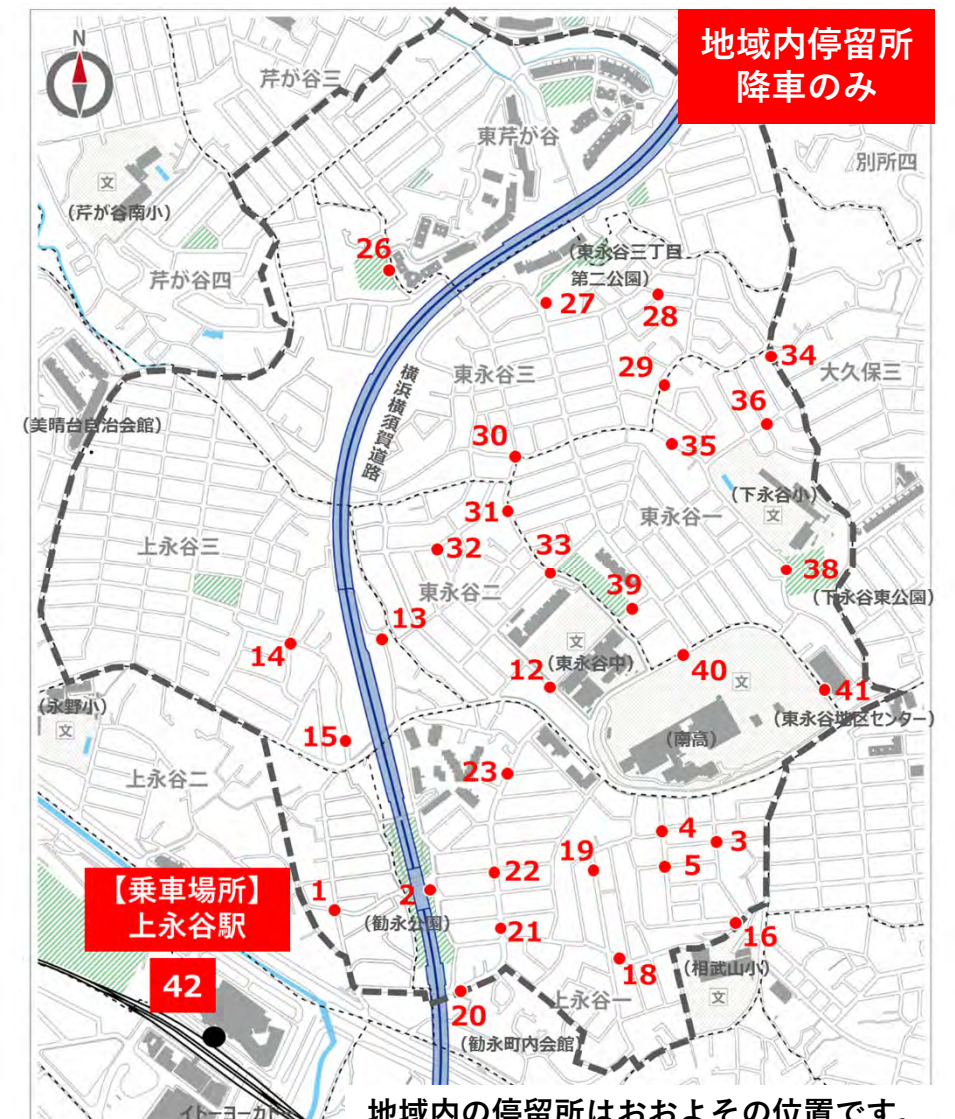 地域内停留所
降車のみ
N
芹が谷三
東芹が谷
別所四
文
(芹が谷南小)
26
(東永谷三丁目
第二公園)
芹が谷四
27
28
34
東永谷三
29
大久保三
横浜横須賀道路
36
(美晴台自治会館)
30
35
(下永谷小)
文
31
東永谷一
上永谷三
32
33
38
東永谷二
39
(下永谷東公園)
13
文
14
(東永谷中)
40
12
文
41
(永野小)
文
(東永谷地区センター)
15
(南高)
上永谷二
23
4
3
19
5
22
【乗車場所】
上永谷駅
1
2
(勧永公園)
21
16
18
(相武山小)
42
文
20
上永谷一
(勧永町内会館)
イトーヨーカド
地域内の停留所はおおよその位置です。